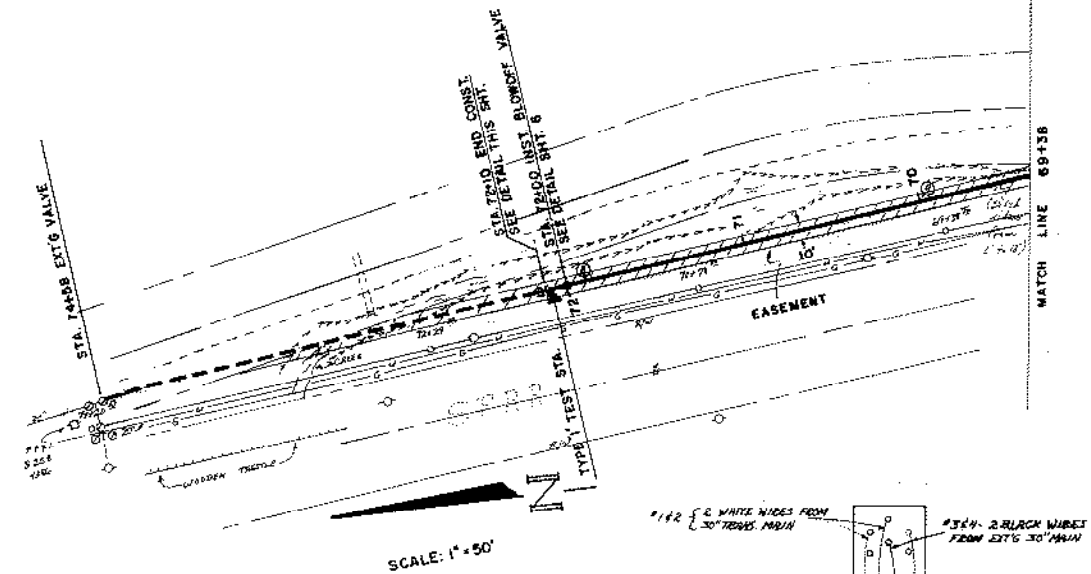 STA. 74+58 EXT'G VALVE
STA. 72+10 END CONST.
SEE DETAIL THIS SHT.
STA. 72+00 INST. BLOWOFF VALVE
SEE DETAIL SHT. 6
MATCH LINE 69+38
70
71
10'
72
EASEMENT
R/W
72+29
WOODEN TRESTLE
TYPE '1' TEST STA.
N
SCALE: 1" = 50'
#1&2 { 2 WHITE WIRES FROM
30" TRANS. MAIN
#3&4- 2 BLACK WIRES
FROM EXT'G 30" MAIN